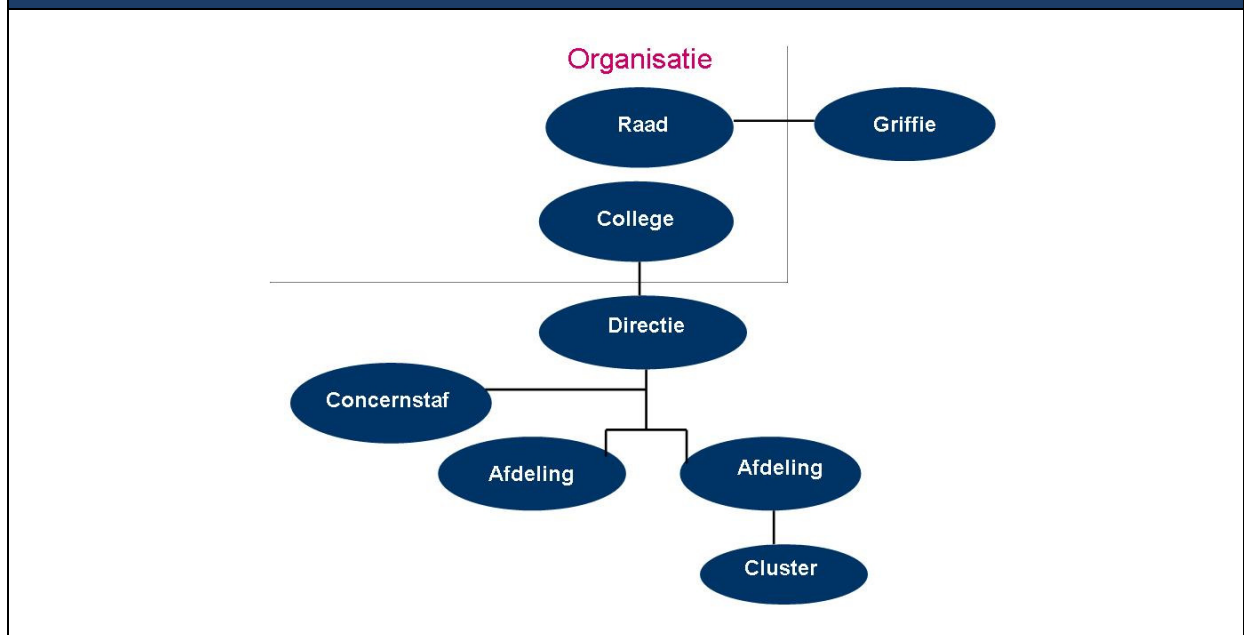 Organisatie
Raad
Griffie
College
Directie
Concernstaf
Afdeling
Afdeling
Cluster